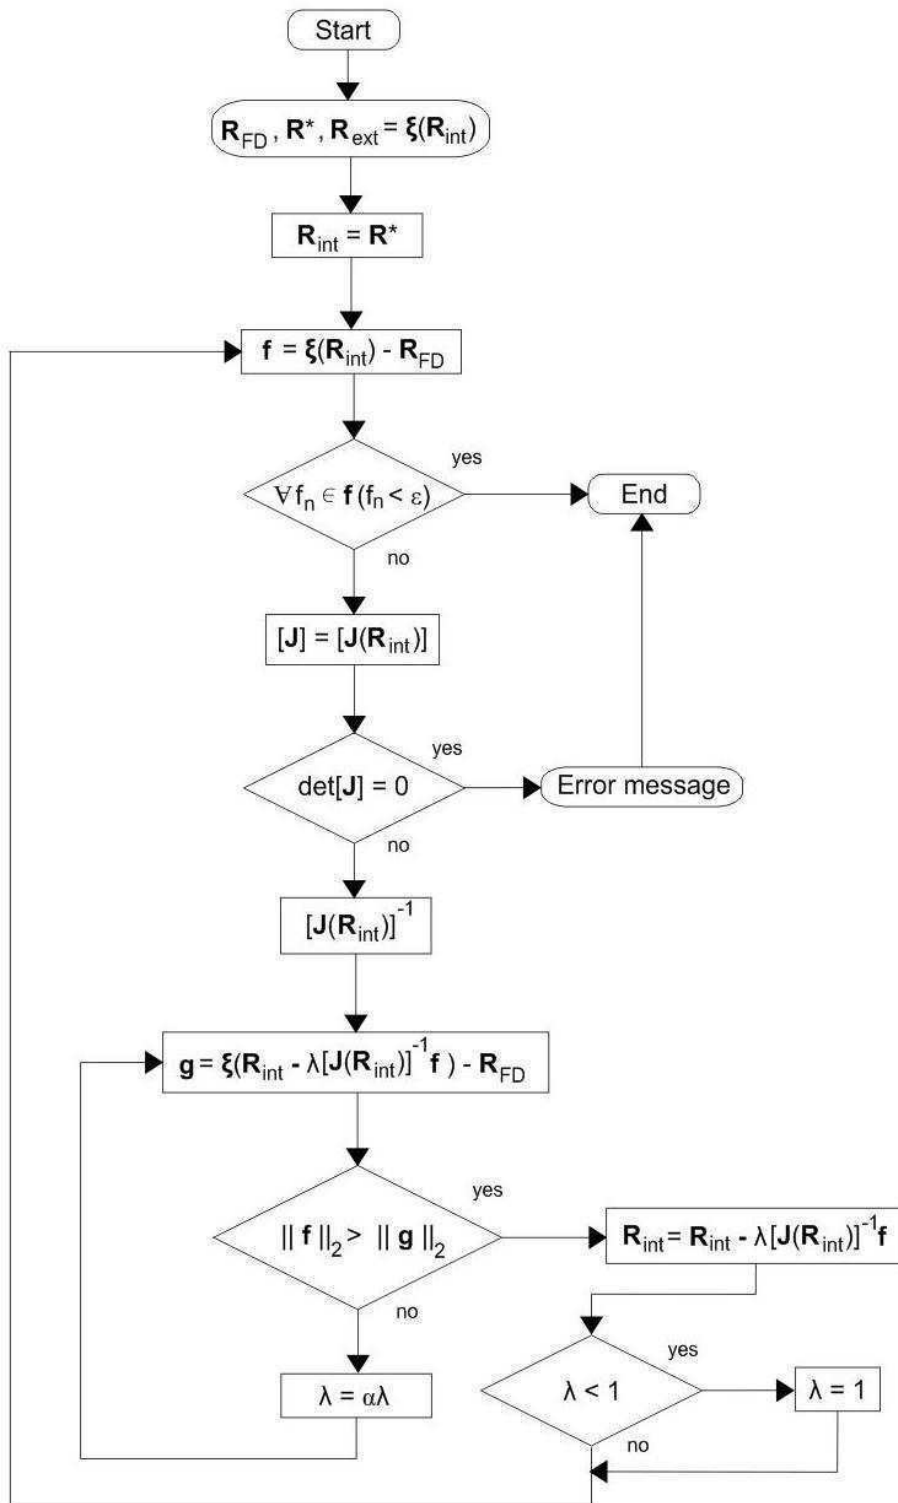 Start
R_FD , R*, R_ext = ξ(R_int)
R_int = R*
f = ξ(R_int) - R_FD
yes
∀f_n ∈ f (f_n < ε)
End
no
[J] = [J(R_int)]
yes
det[J] = 0
Error message
no
[J(R_int)]^-1
g = ξ(R_int - λ[J(R_int)]^-1 f ) - R_FD
yes
|| f ||_2 > || g ||_2
R_int = R_int - λ[J(R_int)]^-1 f
no
yes
λ = αλ
λ < 1
λ = 1
no